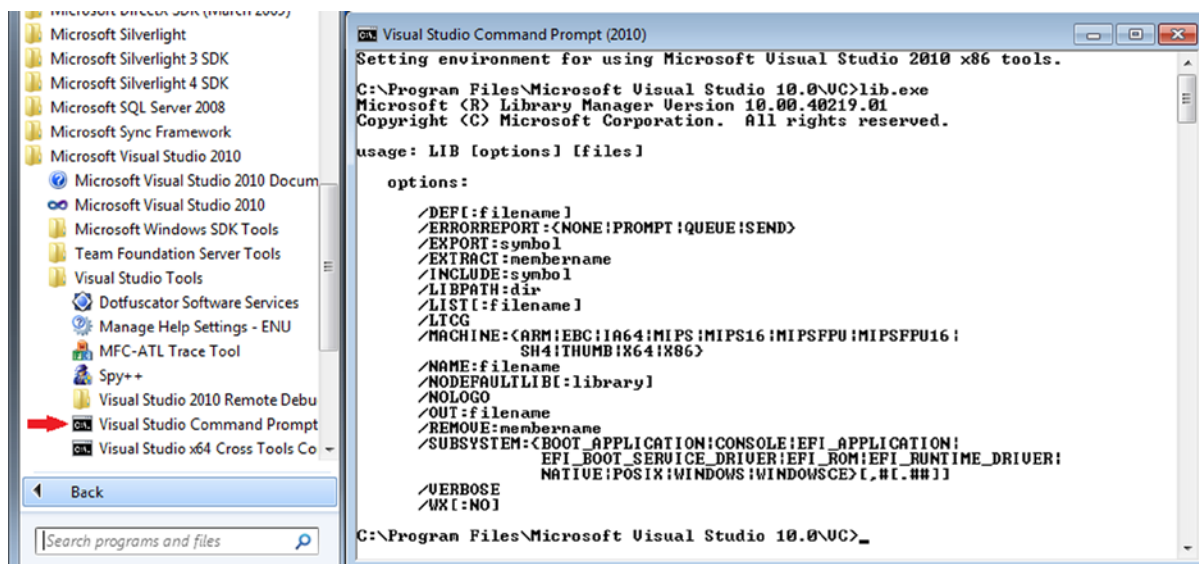 Microsoft DirectX SDK (March 2009)
Microsoft Silverlight
Microsoft Silverlight 3 SDK
Microsoft Silverlight 4 SDK
Microsoft SQL Server 2008
Microsoft Sync Framework
Microsoft Visual Studio 2010
Microsoft Visual Studio 2010 Docum
Microsoft Visual Studio 2010
Microsoft Windows SDK Tools
Team Foundation Server Tools
Visual Studio Tools
Dotfuscator Software Services
Manage Help Settings - ENU
MFC-ATL Trace Tool
Spy++
Visual Studio 2010 Remote Debu
Visual Studio Command Prompt
Visual Studio x64 Cross Tools Co
Back
Search programs and files
Visual Studio Command Prompt (2010)
Setting environment for using Microsoft Visual Studio 2010 x86 tools.
C:\Program Files\Microsoft Visual Studio 10.0\VC>lib.exe
Microsoft (R) Library Manager Version 10.00.40219.01
Copyright (C) Microsoft Corporation.  All rights reserved.
usage: LIB [options] [files]
options:
/DEF[:filename]
/ERRORREPORT:{NONE|PROMPT|QUEUE|SEND}
/EXPORT:symbol
/EXTRACT:membername
/INCLUDE:symbol
/LIBPATH:dir
/LIST[:filename]
/LTCG
/MACHINE:{ARM|EBC|IA64|MIPS|MIPS16|MIPSFPU|MIPSFPU16|
SH4|THUMB|X64|X86}
/NAME:filename
/NODEFAULTLIB[:library]
/NOLOGO
/OUT:filename
/REMOVE:membername
/SUBSYSTEM:{BOOT_APPLICATION|CONSOLE|EFI_APPLICATION|
EFI_BOOT_SERVICE_DRIVER|EFI_ROM|EFI_RUNTIME_DRIVER|
NATIVE|POSIX|WINDOWS|WINDOWSCE}[,#[.##]]
/VERBOSE
/WX[:NO]
C:\Program Files\Microsoft Visual Studio 10.0\VC>_